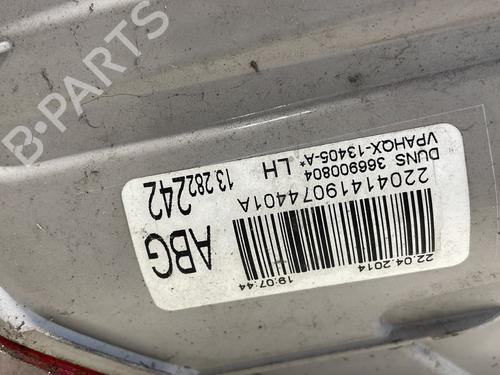 B-PARTS
22.04.2014
19:07:44
ABG
22041419074401A
13 282 242
LH
DUNS 366900804
VPAHQX-13405-A*